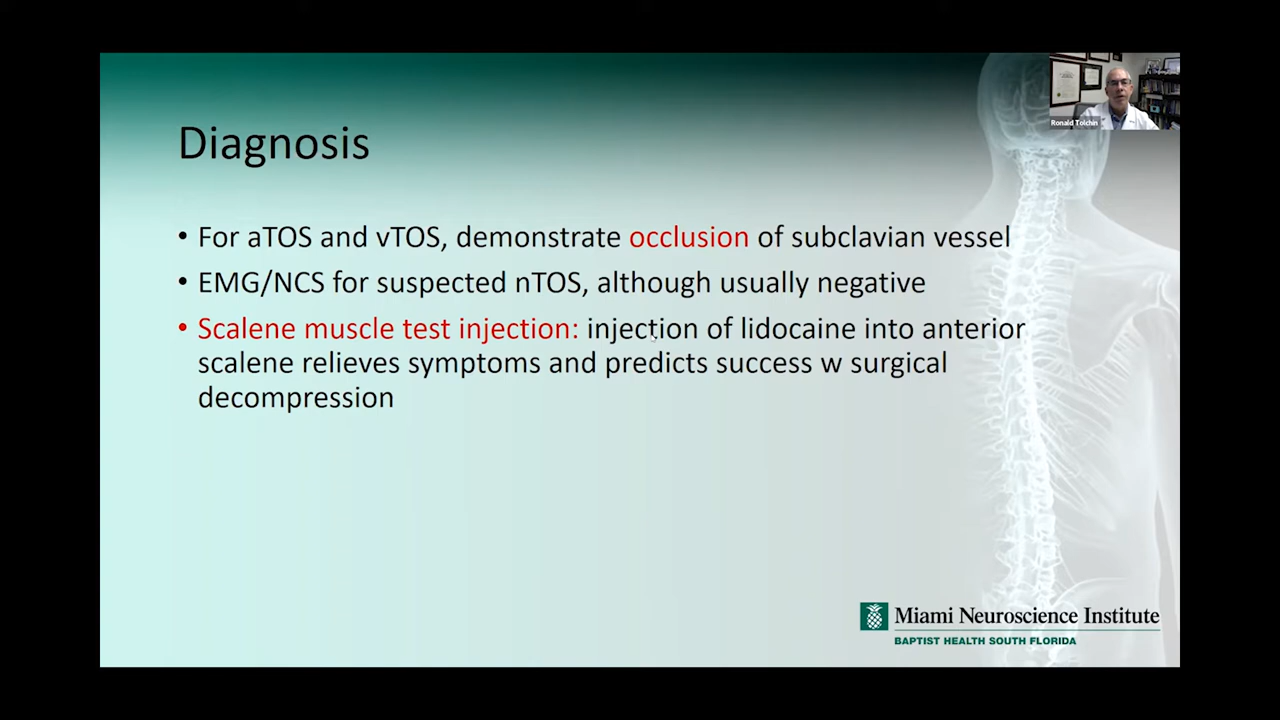 Ronald Tolchin
Diagnosis
• For aTOS and vTOS, demonstrate occlusion of subclavian vessel
• EMG/NCS for suspected nTOS, although usually negative
• Scalene muscle test injection: injection of lidocaine into anterior
scalene relieves symptoms and predicts success w surgical
decompression
Miami Neuroscience Institute
BAPTIST HEALTH SOUTH FLORIDA